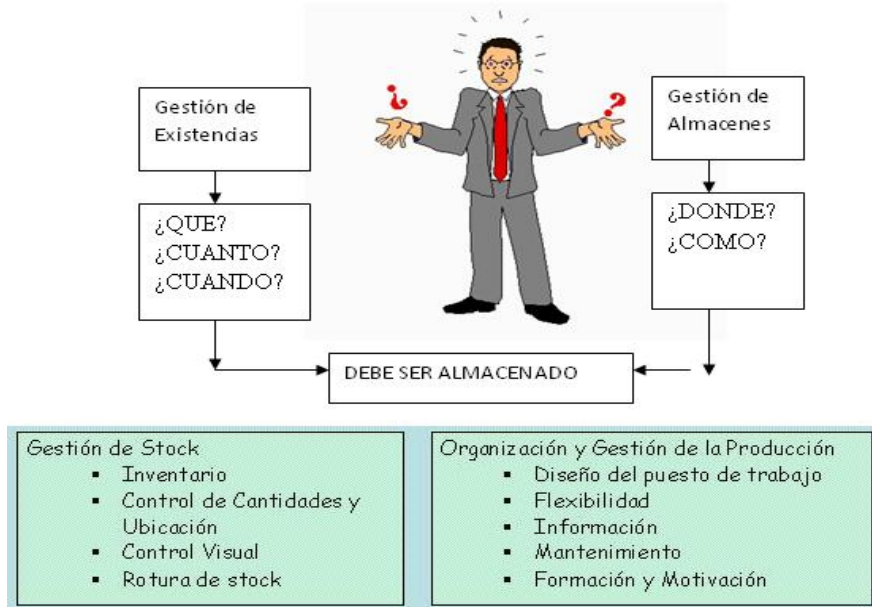 Gestión de
Existencias
¿
?
Gestión de
Almacenes
¿QUE?
¿CUANTO?
¿CUANDO?
¿DONDE?
¿COMO?
DEBE SER ALMACENADO
Gestión de Stock
▪ Inventario
▪ Control de Cantidades y
Ubicación
▪ Control Visual
▪ Rotura de stock
Organización y Gestión de la Producción
▪ Diseño del puesto de trabajo
▪ Flexibilidad
▪ Información
▪ Mantenimiento
▪ Formación y Motivación